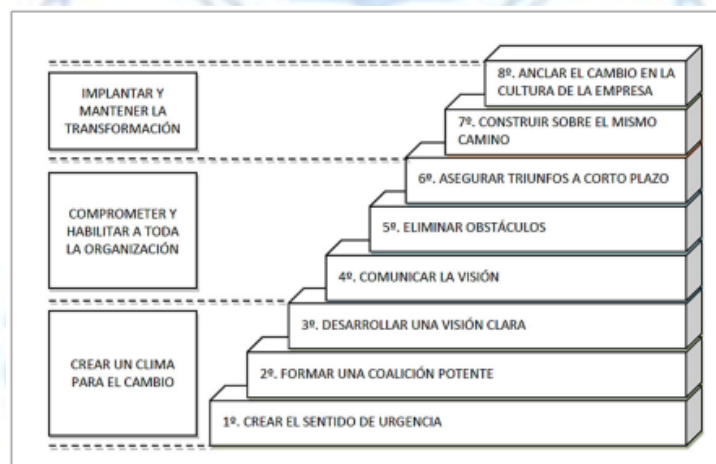 IMPLANTAR Y
MANTENER LA
TRANSFORMACIÓN
COMPROMETER Y
HABILITAR A TODA
LA ORGANIZACIÓN
CREAR UN CLIMA
PARA EL CAMBIO
8º. ANCLAR EL CAMBIO EN LA
CULTURA DE LA EMPRESA
7º. CONSTRUIR SOBRE EL MISMO
CAMINO
6º. ASEGURAR TRIUNFOS A CORTO PLAZO
5º. ELIMINAR OBSTÁCULOS
4º. COMUNICAR LA VISIÓN
3º. DESARROLLAR UNA VISIÓN CLARA
2º. FORMAR UNA COALICIÓN POTENTE
1º. CREAR EL SENTIDO DE URGENCIA